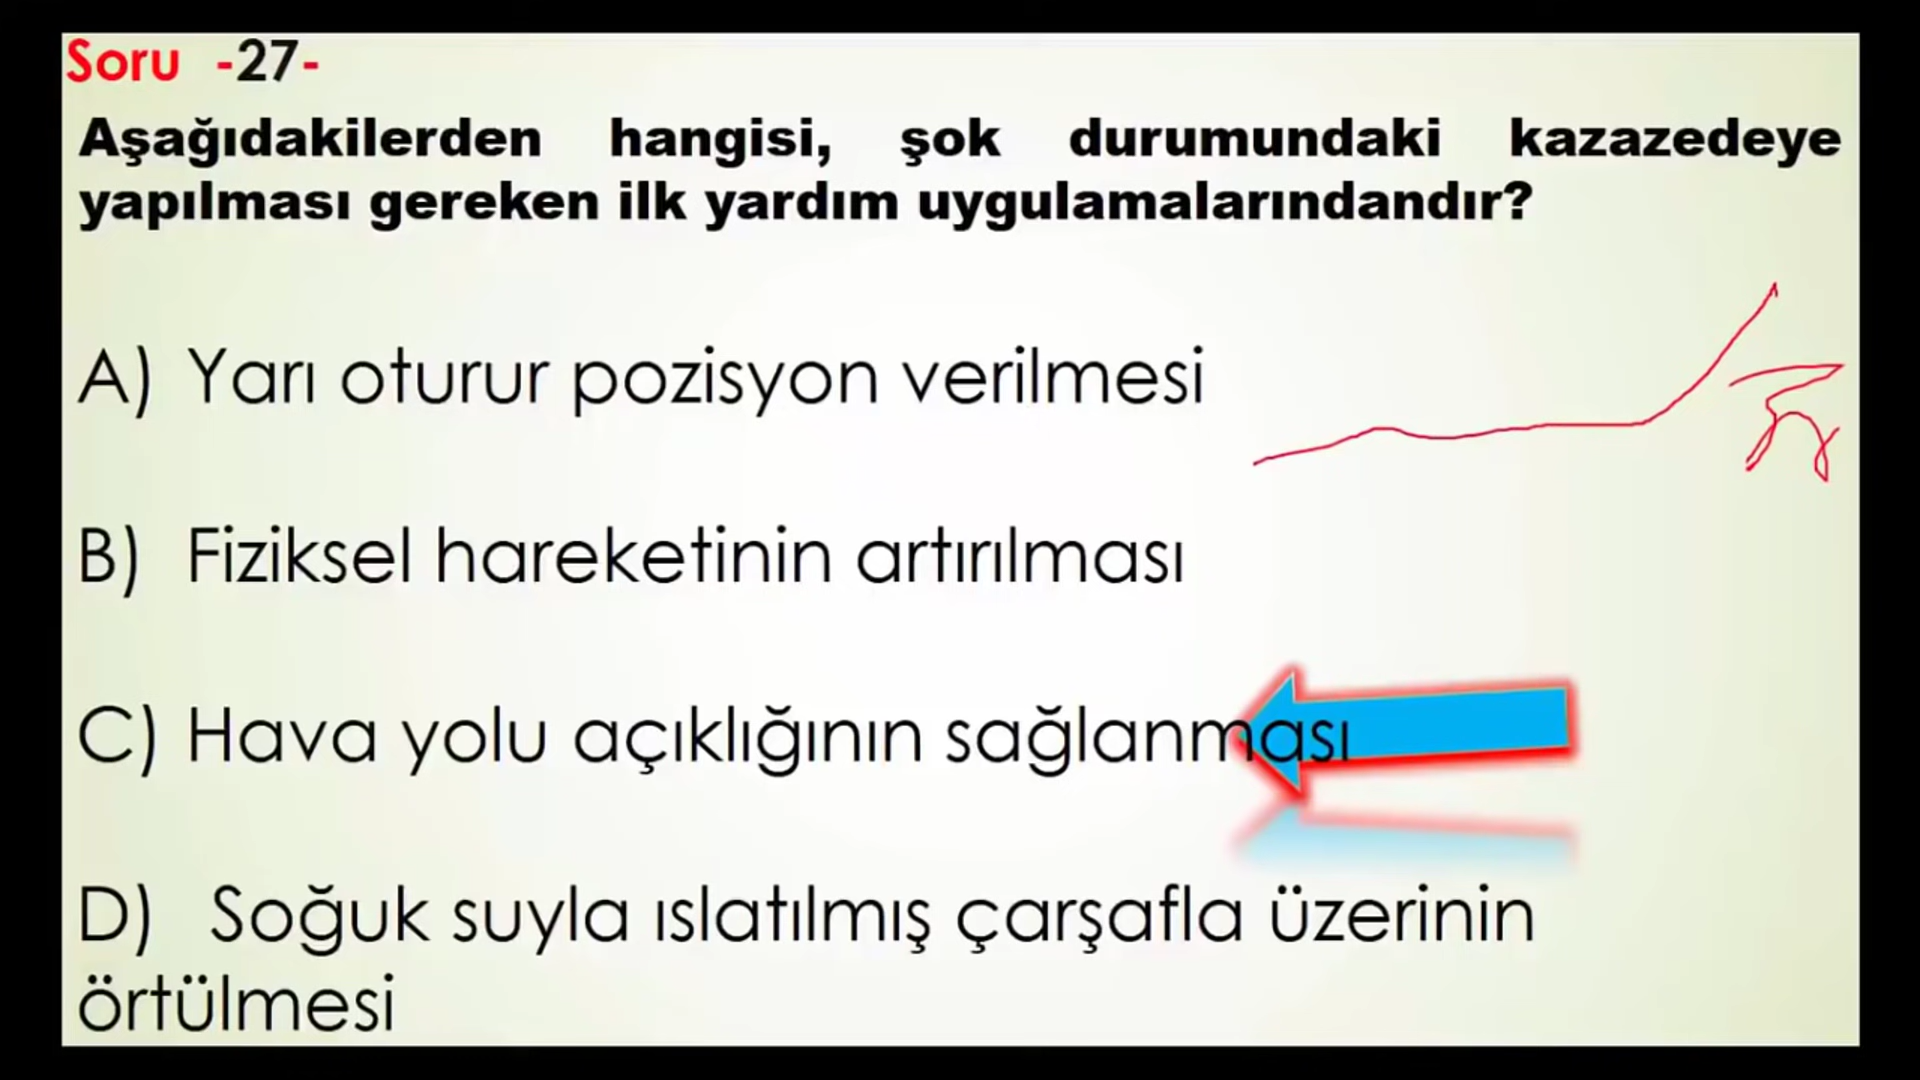 Soru -27-
Aşağıdakilerden hangisi, şok durumundaki kazazedeye
yapılması gereken ilk yardım uygulamalarındandır?
A) Yarı oturur pozisyon verilmesi
B) Fiziksel hareketinin artırılması
C) Hava yolu açıklığının sağlanması
D) Soğuk suyla ıslatılmış çarşafla üzerinin
örtülmesi